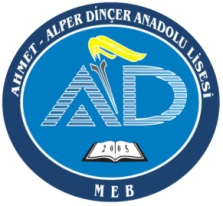 AHMET - ALPER DİNÇER ANADOLU LİSESİ
AD
2005
MEB